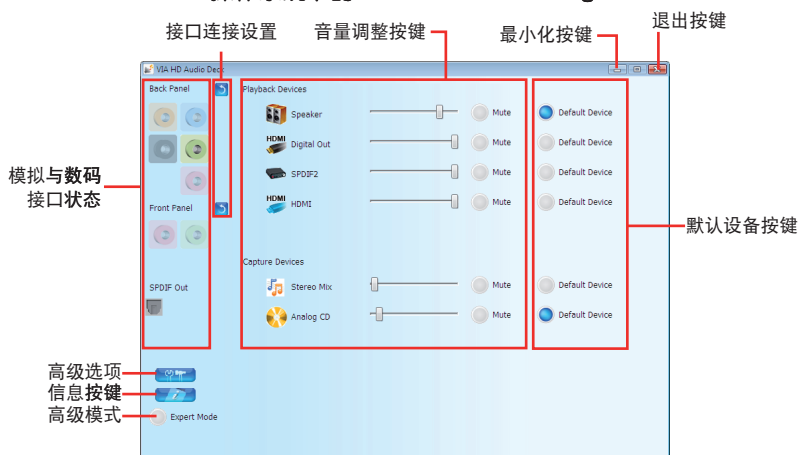 接口连接设置
音量调整按键
最小化按键
退出按键
VIA HD Audio Deck
Back Panel
Playback Devices
Speaker
Mute
Default Device
HDMI
Digital Out
Mute
Default Device
模拟与数码
接口状态
SPDIF2
Mute
Default Device
Front Panel
HDMI
HDMI
Mute
Default Device
默认设备按键
Capture Devices
SPDIF Out
Stereo Mix
Mute
Default Device
Analog CD
Mute
Default Device
高级选项
信息按键
高级模式
Expert Mode